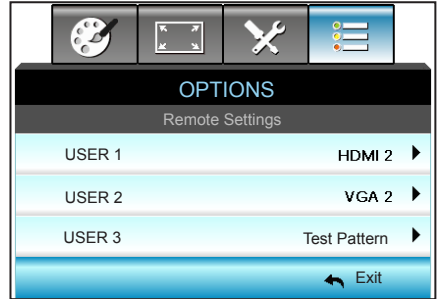 OPTIONS
Remote Settings
USER 1 HDMI 2
USER 2 VGA 2
USER 3 Test Pattern
Exit